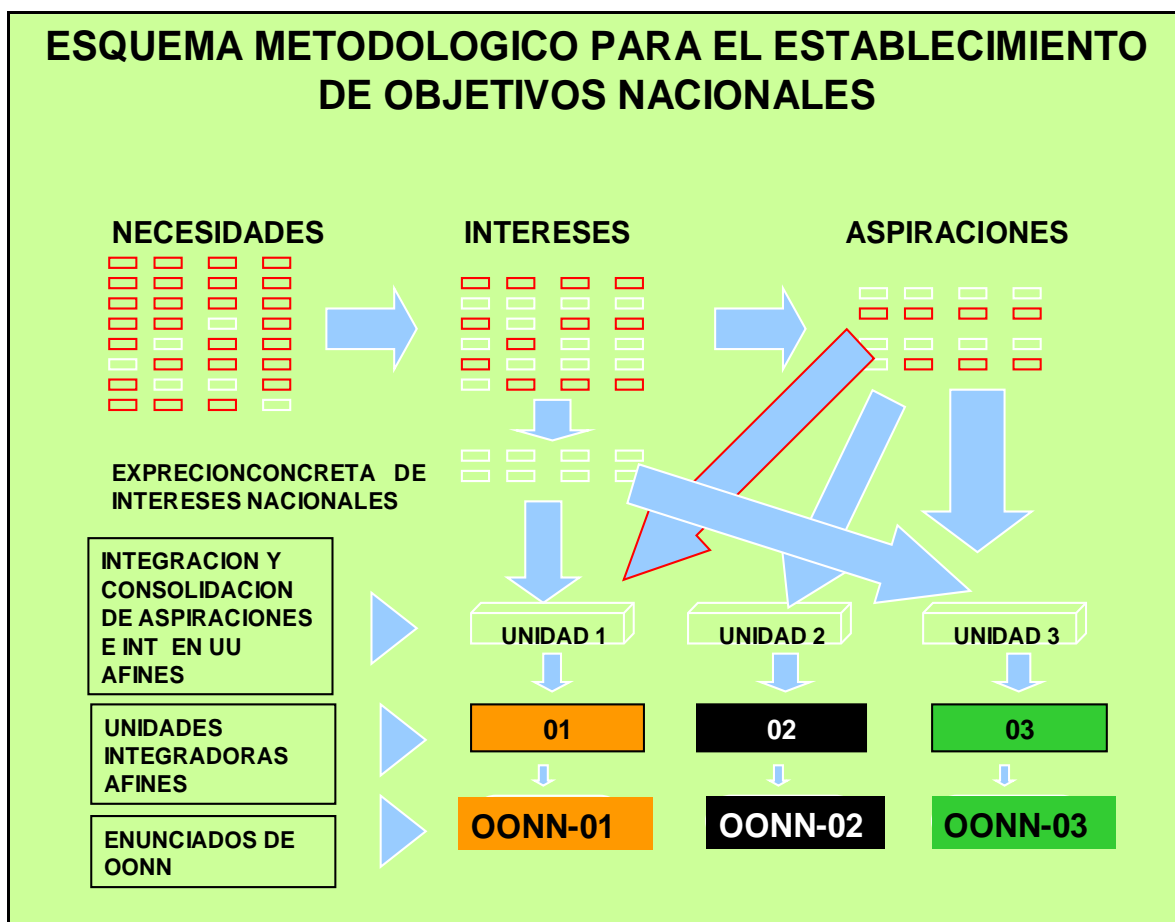 ESQUEMA METODOLOGICO PARA EL ESTABLECIMIENTO
DE OBJETIVOS NACIONALES
NECESIDADES
INTERESES
ASPIRACIONES
EXPRECIONCONCRETA DE
INTERESES NACIONALES
INTEGRACION Y
CONSOLIDACION
DE ASPIRACIONES
E INT EN UU
AFINES
UNIDAD 1
UNIDAD 2
UNIDAD 3
UNIDADES
INTEGRADORAS
AFINES
01
02
03
ENUNCIADOS DE
OONN
OONN-01
OONN-02
OONN-03